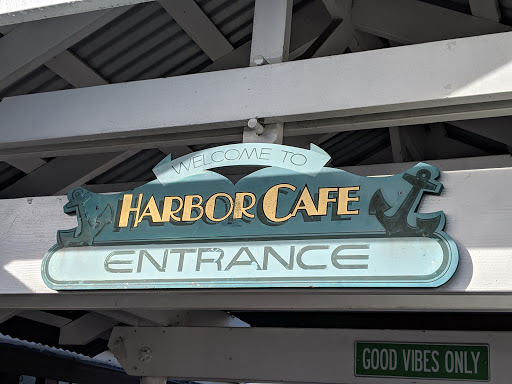 WELCOME TO
HARBOR CAFE
ENTRANCE
GOOD VIBES ONLY